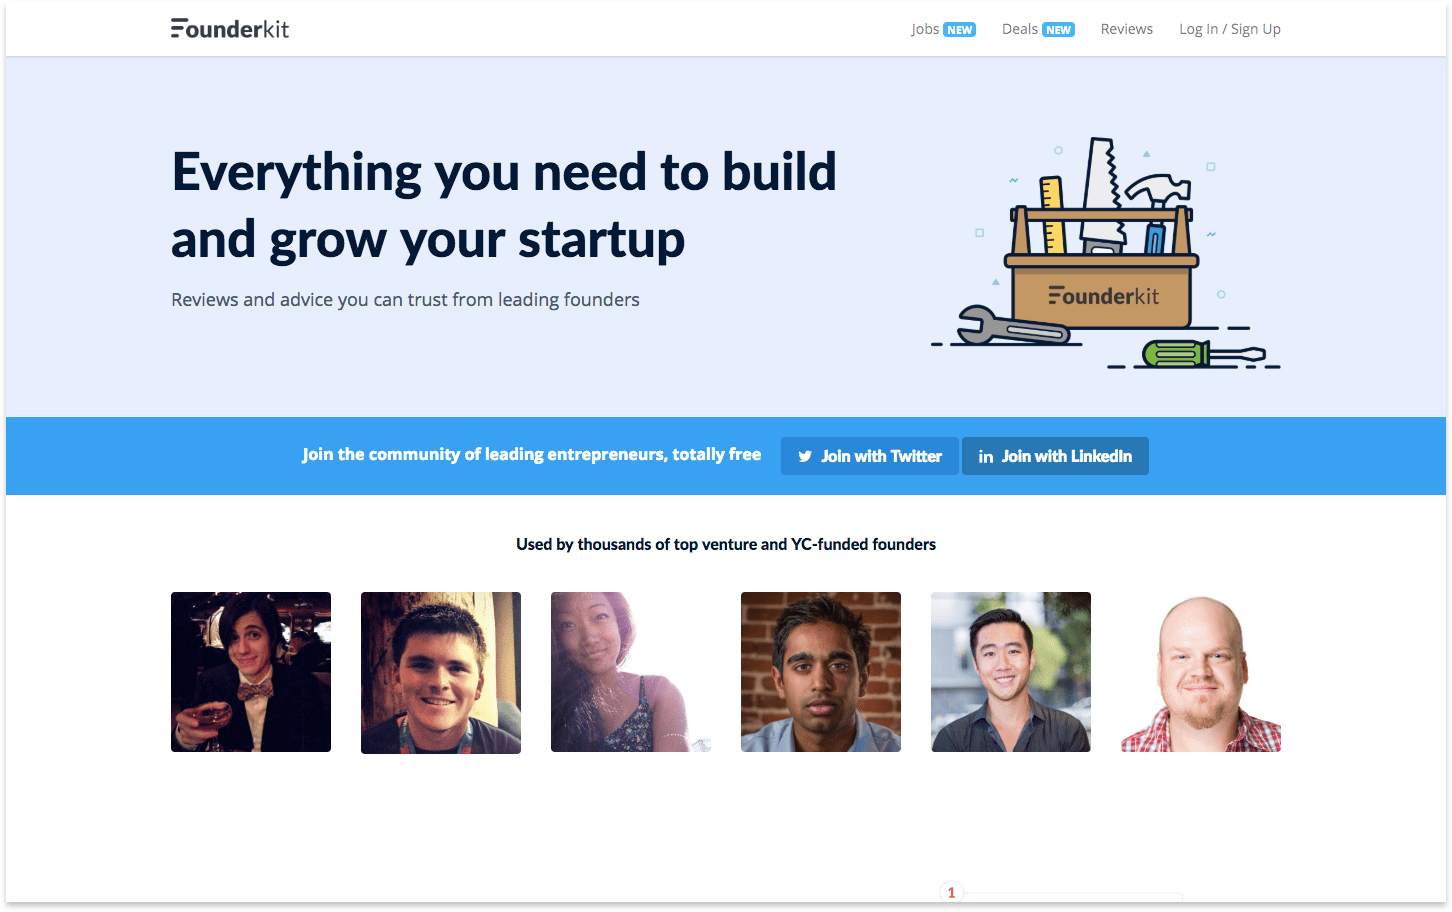 Founderkit
Jobs NEW Deals NEW Reviews Log In / Sign Up
Everything you need to build
and grow your startup
Reviews and advice you can trust from leading founders
Founderkit
Join the community of leading entrepreneurs, totally free Join with Twitter in Join with LinkedIn
Used by thousands of top venture and YC-funded founders
1